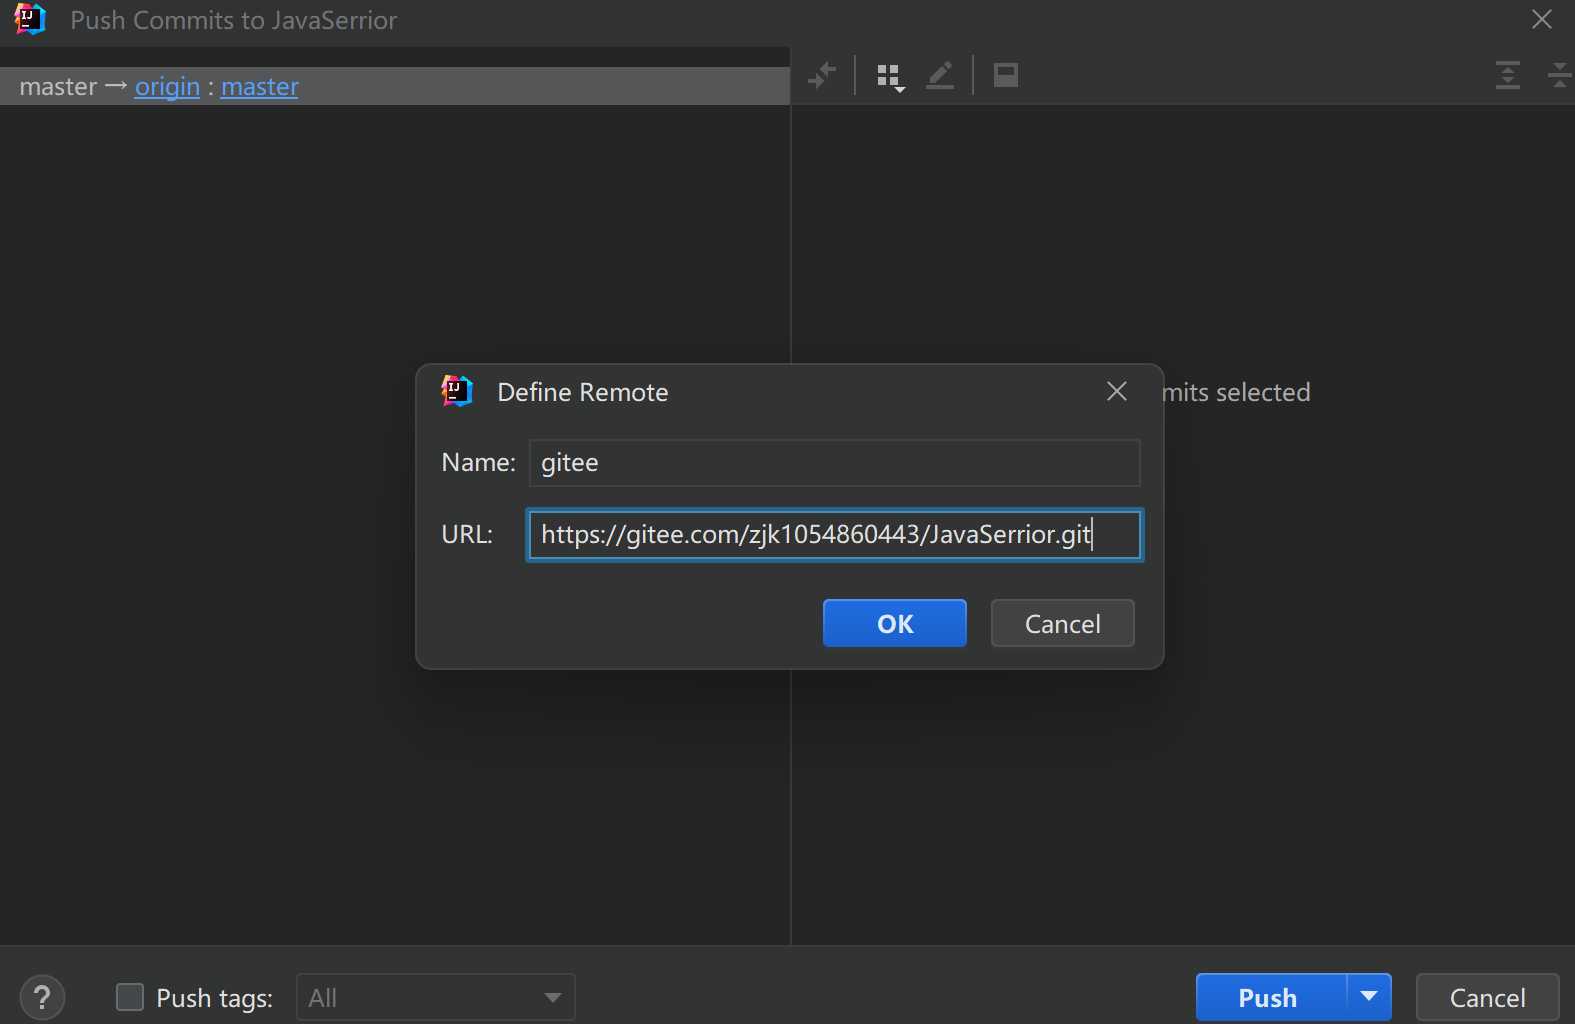 Push Commits to JavaSerrior
master → origin : master
mits selected
Define Remote
Name: gitee
URL: https://gitee.com/zjk1054860443/JavaSerrior.git
OK Cancel
? Push tags: All Push Cancel